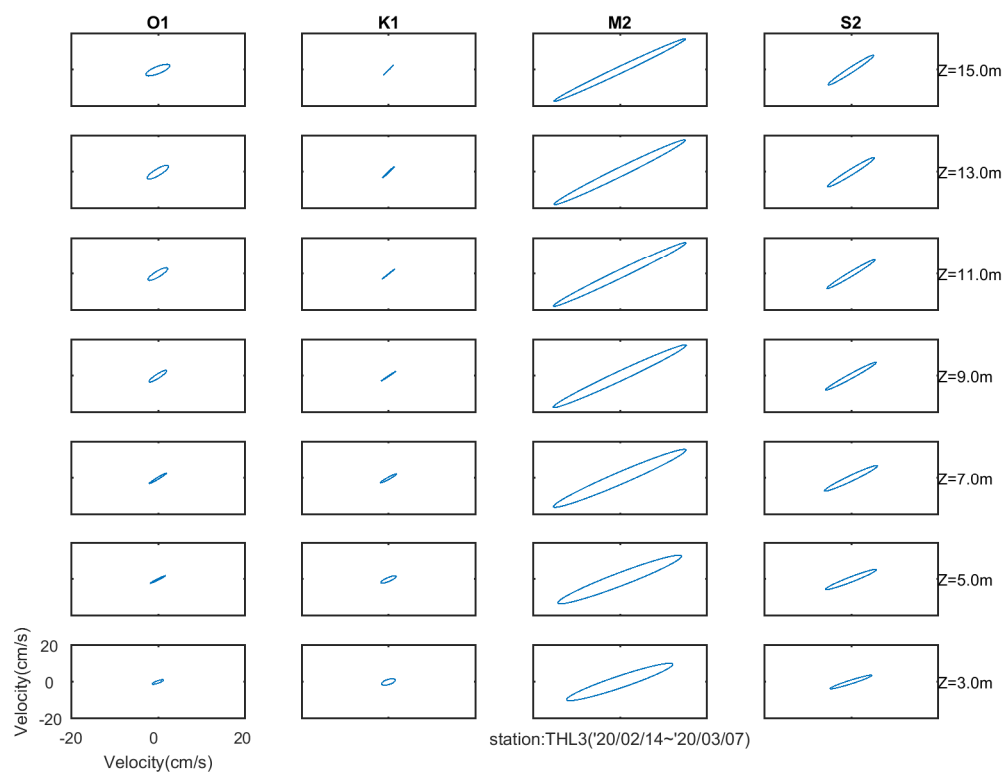 O1 K1 M2 S2
Z=15.0m
Z=13.0m
Z=11.0m
Z=9.0m
Z=7.0m
Z=5.0m
Z=3.0m
Velocity(cm/s)
20
0
-20
-20 0 20
Velocity(cm/s)
station:THL3('20/02/14~'20/03/07)